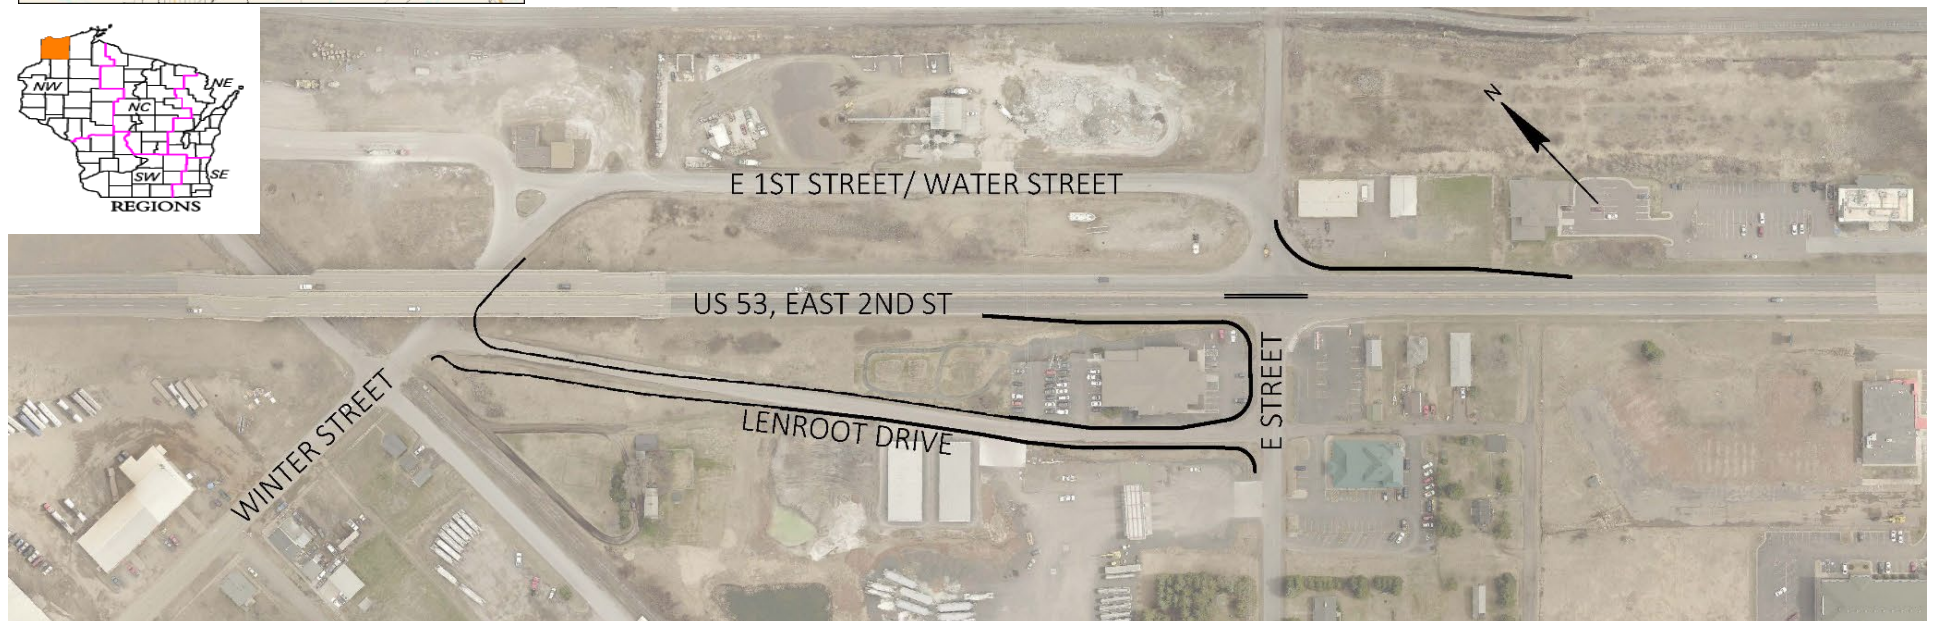 NW
NE
NC
SW
SE
REGIONS
N
E 1ST STREET/ WATER STREET
US 53, EAST 2ND ST
E STREET
LENROOT DRIVE
WINTER STREET